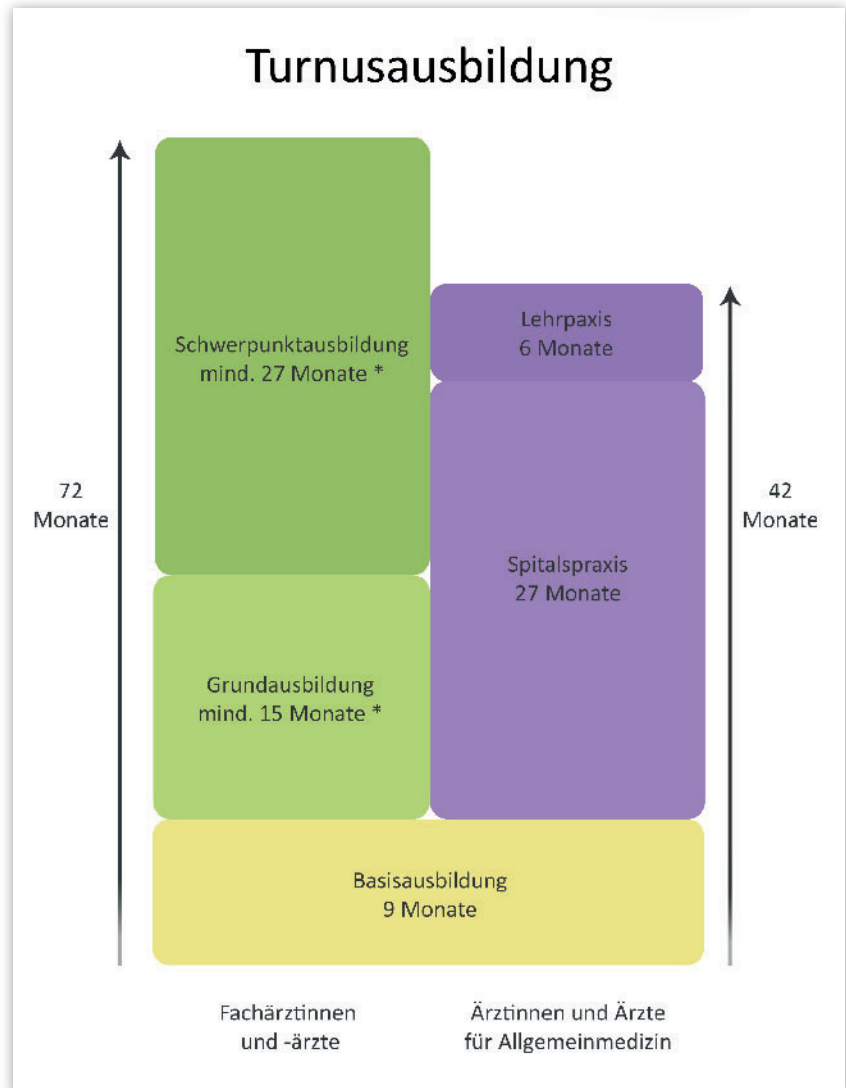 Turnusausbildung
Schwerpunktausbildung
mind. 27 Monate *
Lehrpaxis
6 Monate
72
Monate
42
Monate
Spitalspraxis
27 Monate
Grundausbildung
mind. 15 Monate *
Basisausbildung
9 Monate
Fachärztinnen
und -ärzte
Ärztinnen und Ärzte
für Allgemeinmedizin